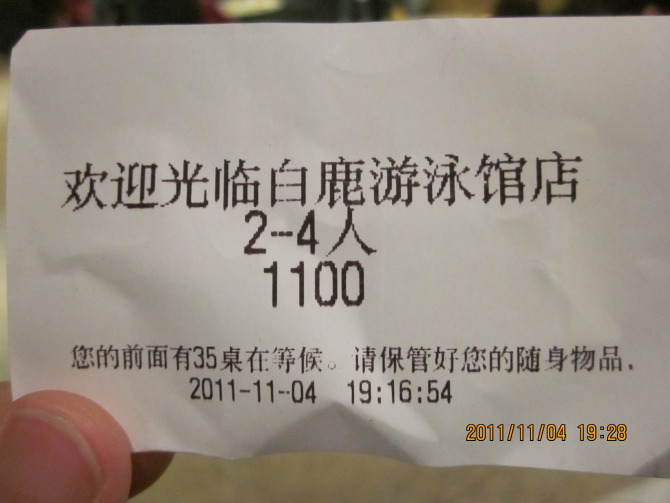 欢迎光临白鹿游泳馆店
2-4人
1100
您的前面有35桌在等候。请保管好您的随身物品.
2011-11-04 19:16:54
2011/11/04 19:28